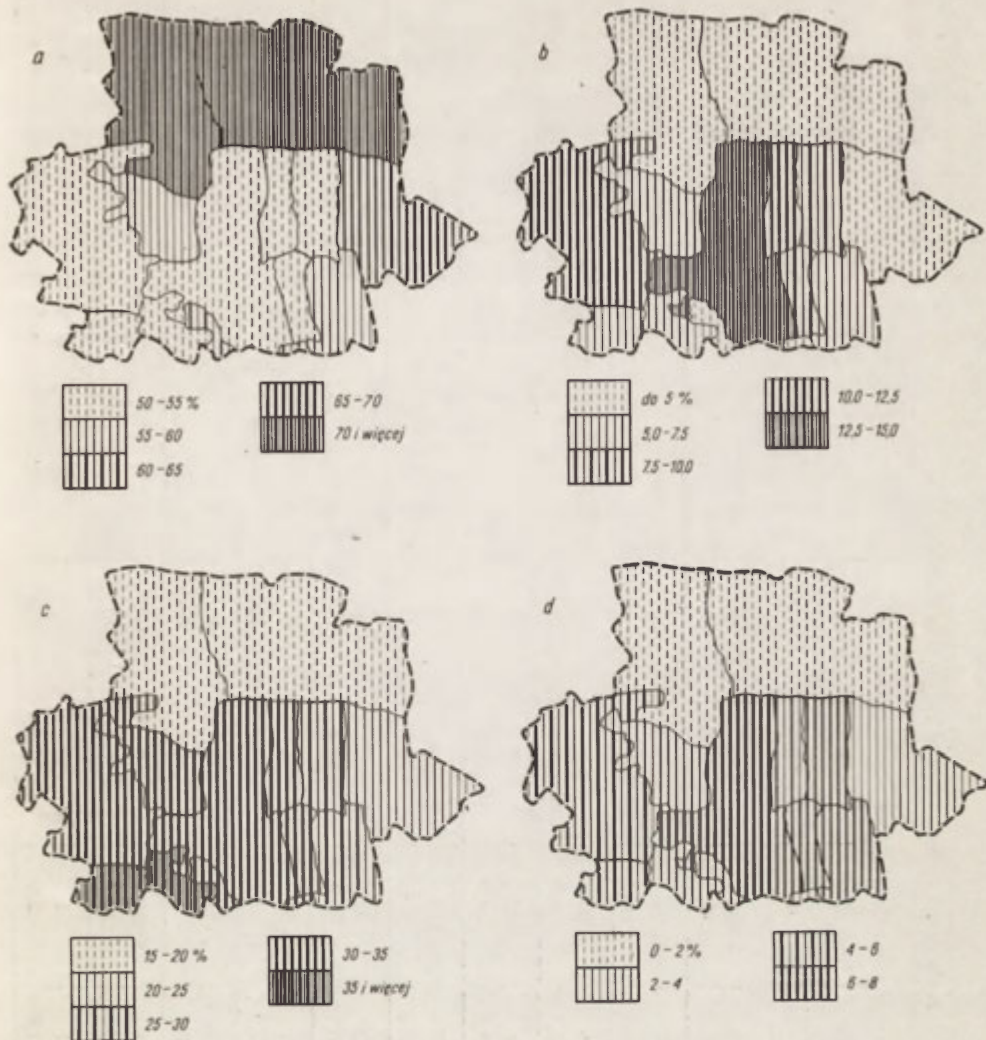 a
50-55 %
55-60
60-65
65-70
70 i więcej
b
do 5 %
5,0-7,5
7,5-10,0
10,0-12,5
12,5-15,0
c
15-20 %
20-25
25-30
30-35
35 i więcej
d
0-2 %
2-4
4-6
6-8